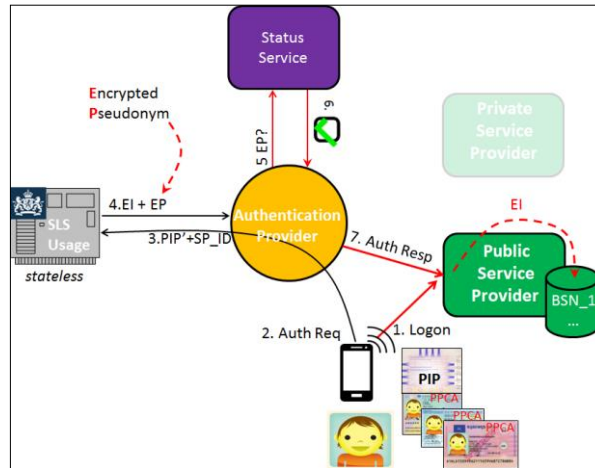 Status
Service
Encrypted
Pseudonym
5 EP?
6.
Private
Service
Provider
4.EI + EP
SLS
Usage
stateless
Authentication
Provider
3.PIP'+SP_ID
EI
7. Auth Resp
Public
Service
Provider
BSN_1
...
2. Auth Req
1. Logon
PIP
PPCA
PPCA
PPCA